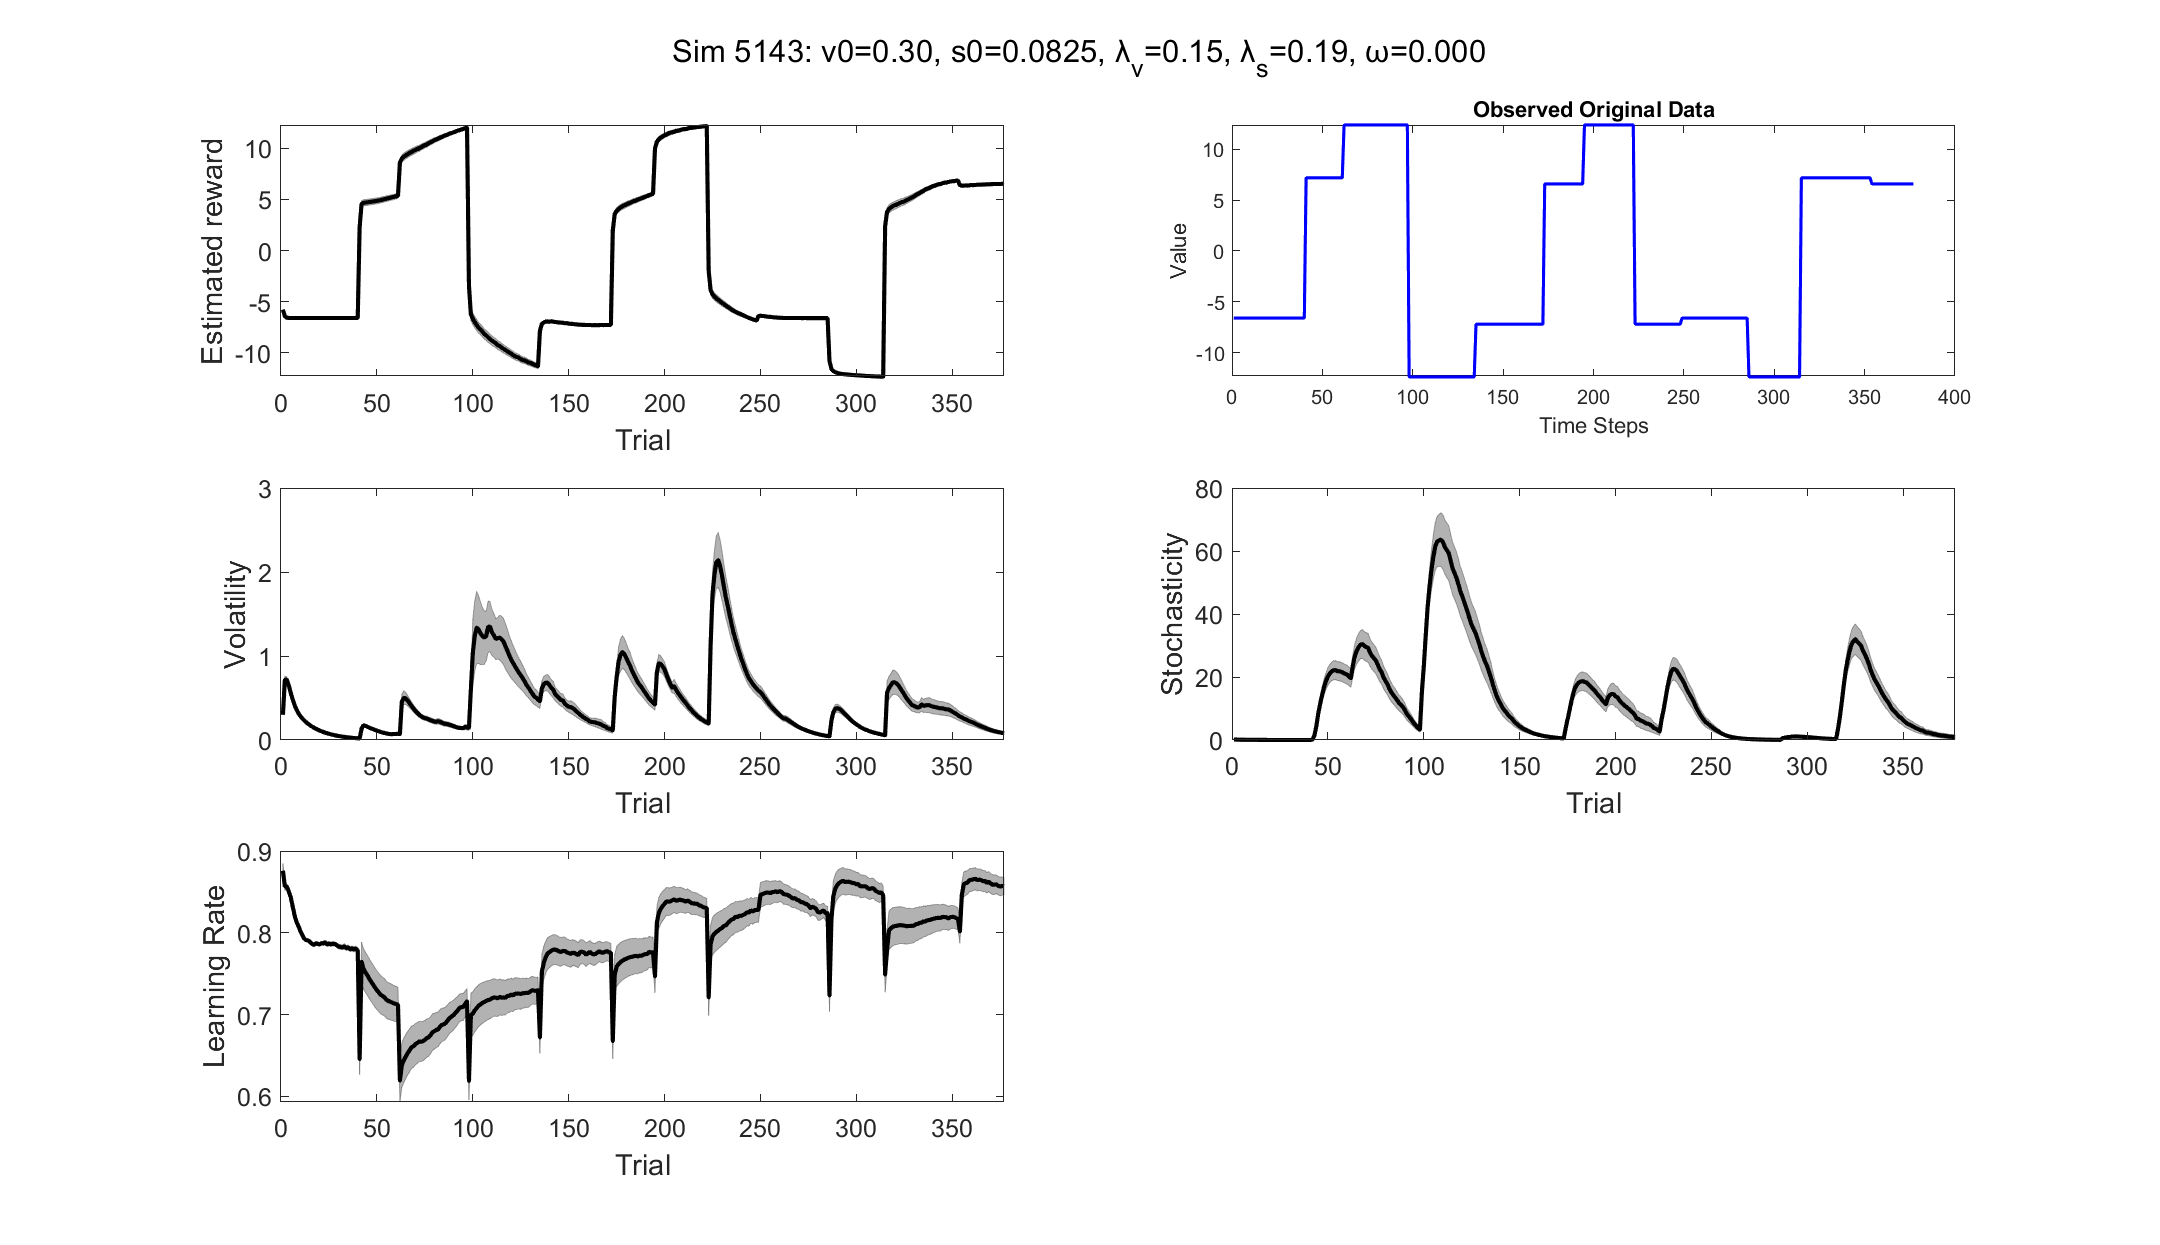 Sim 5143: v0=0.30, s0=0.0825, λv=0.15, λs=0.19, ω=0.000
Estimated reward
10
5
0
-5
-10
0 50 100 150 200 250 300 350
Trial
Observed Original Data
Value
10
5
0
-5
-10
0 50 100 150 200 250 300 350 400
Time Steps
Volatility
3
2
1
0
0 50 100 150 200 250 300 350
Trial
Stochasticity
80
60
40
20
0
0 50 100 150 200 250 300 350
Trial
Learning Rate
0.9
0.8
0.7
0.6
0 50 100 150 200 250 300 350
Trial